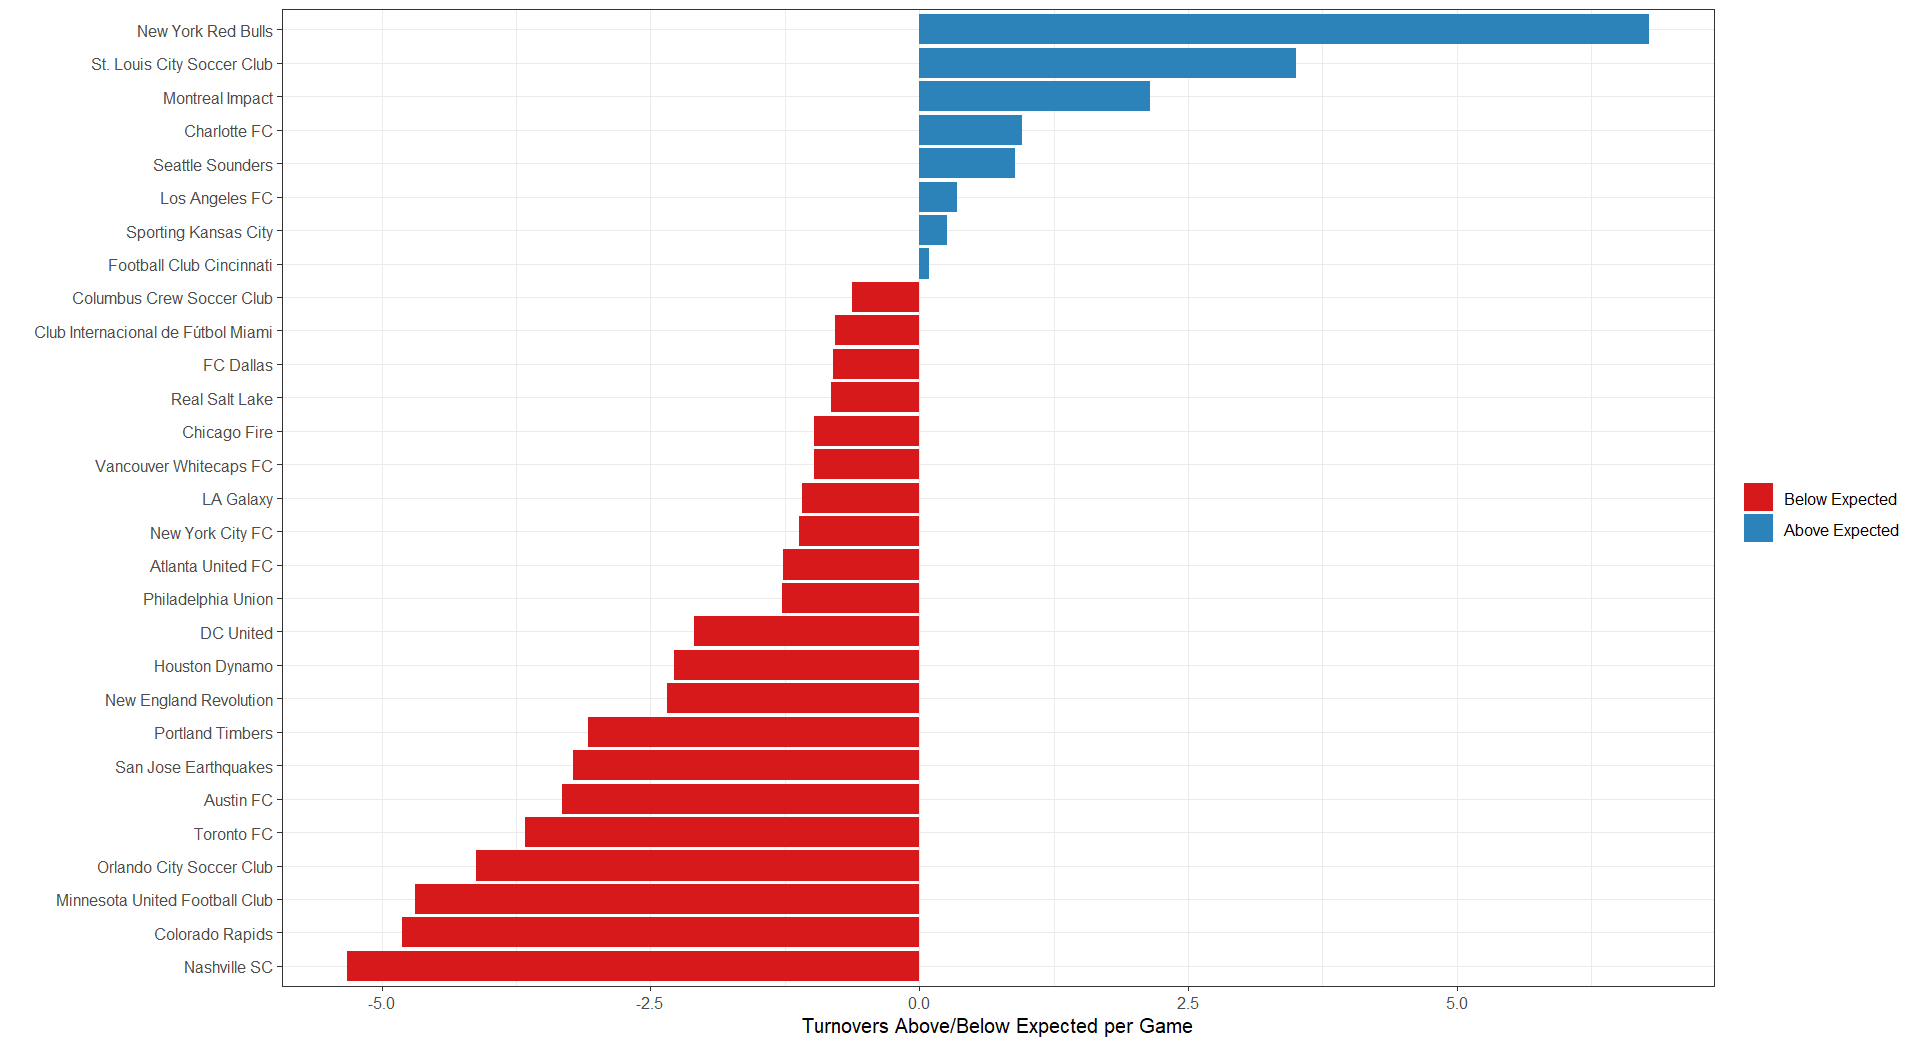 New York Red Bulls
St. Louis City Soccer Club
Montreal Impact
Charlotte FC
Seattle Sounders
Los Angeles FC
Sporting Kansas City
Football Club Cincinnati
Columbus Crew Soccer Club
Club Internacional de Fútbol Miami
FC Dallas
Real Salt Lake
Chicago Fire
Vancouver Whitecaps FC
LA Galaxy
New York City FC
Atlanta United FC
Philadelphia Union
DC United
Houston Dynamo
New England Revolution
Portland Timbers
San Jose Earthquakes
Austin FC
Toronto FC
Orlando City Soccer Club
Minnesota United Football Club
Colorado Rapids
Nashville SC
-5.0 -2.5 0.0 2.5 5.0
Turnovers Above/Below Expected per Game
Below Expected
Above Expected